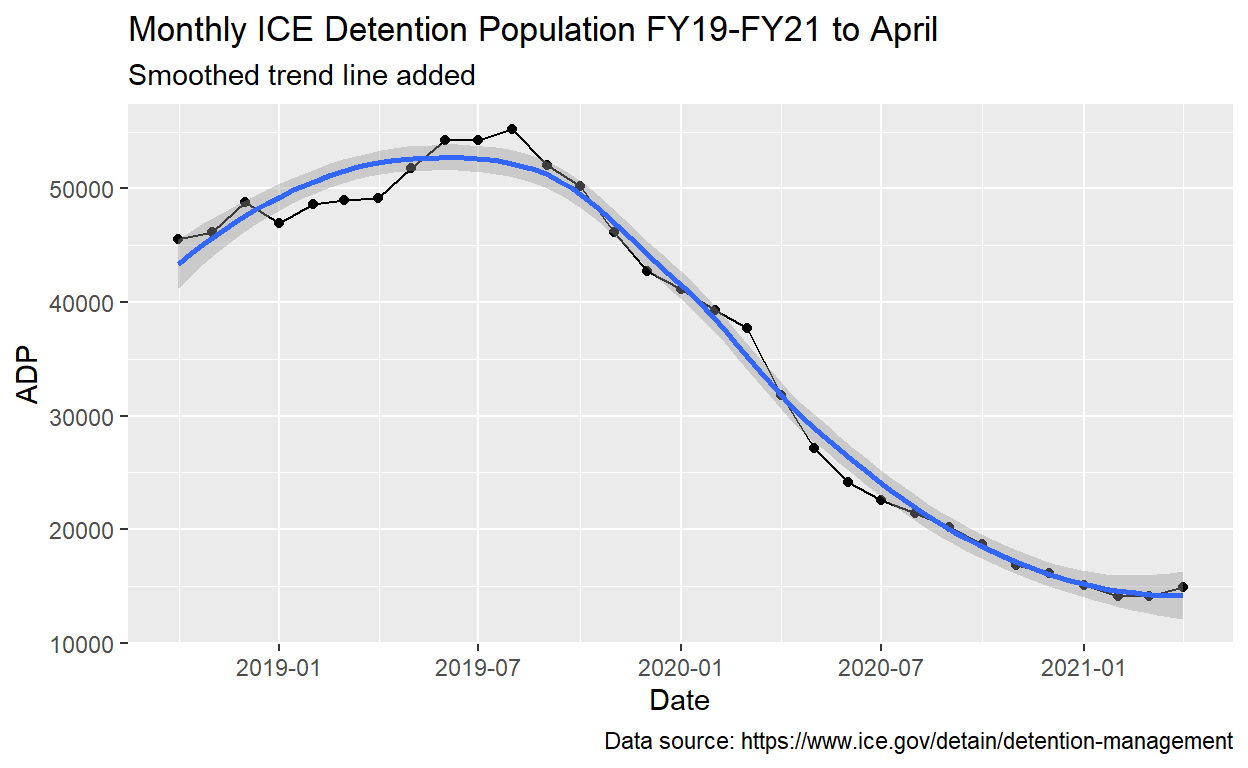 Monthly ICE Detention Population FY19-FY21 to April
Smoothed trend line added
50000
40000
30000
20000
10000
ADP
2019-01 2019-07 2020-01 2020-07 2021-01
Date
Data source: https://www.ice.gov/detain/detention-management